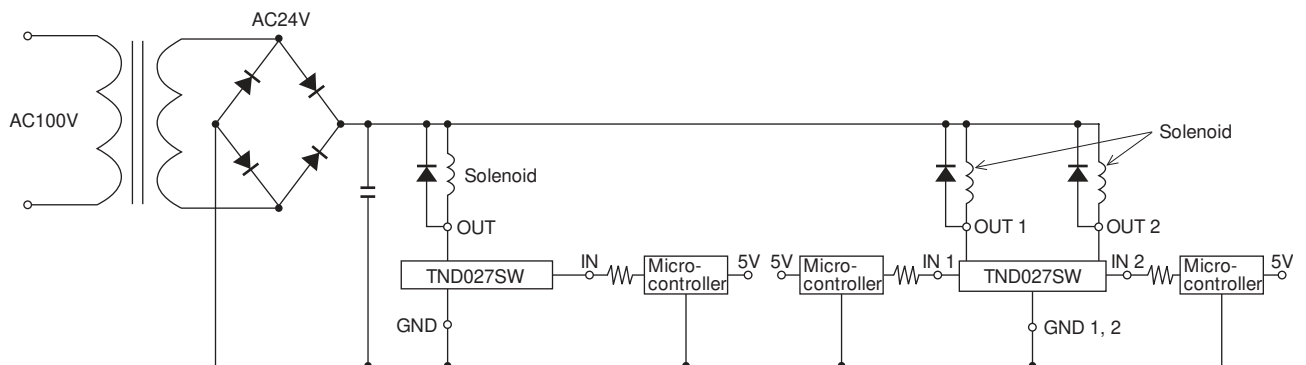 AC24V
AC100V
Solenoid
Solenoid
OUT
OUT 1
OUT 2
TND027SW
IN
Micro-
controller
5V
5V
Micro-
controller
IN 1
TND027SW
IN 2
Micro-
controller
5V
GND
GND 1, 2